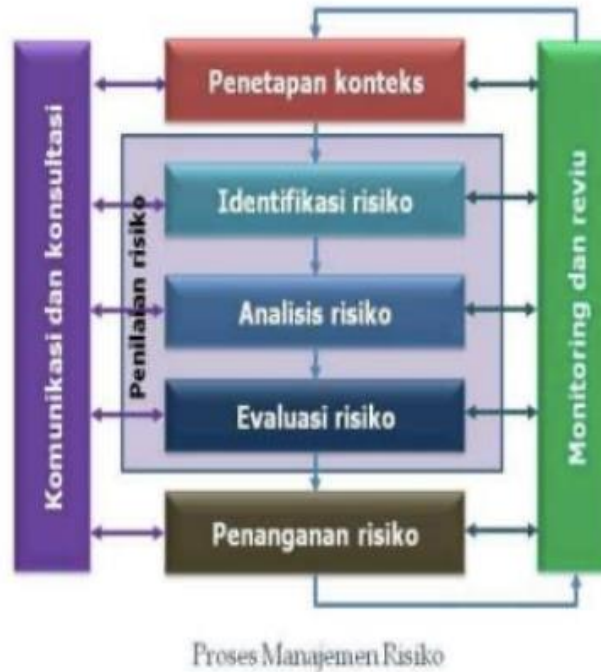 Penetapan konteks
Komunikasi dan konsultasi
Penilaian risiko
Identifikasi risiko
Analisis risiko
Evaluasi risiko
Monitoring dan reviu
Penanganan risiko
Proses Manajemen Risiko